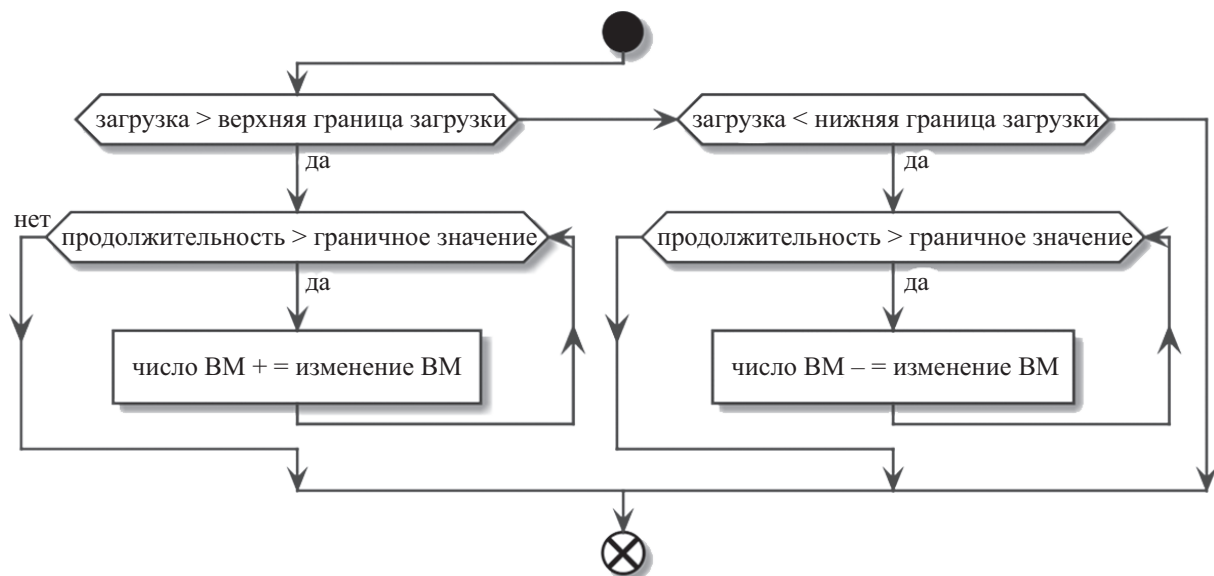 загрузка > верхняя граница загрузки
загрузка < нижняя граница загрузки
да
да
нет
продолжительность > граничное значение
продолжительность > граничное значение
да
да
число ВМ + = изменение ВМ
число ВМ – = изменение ВМ